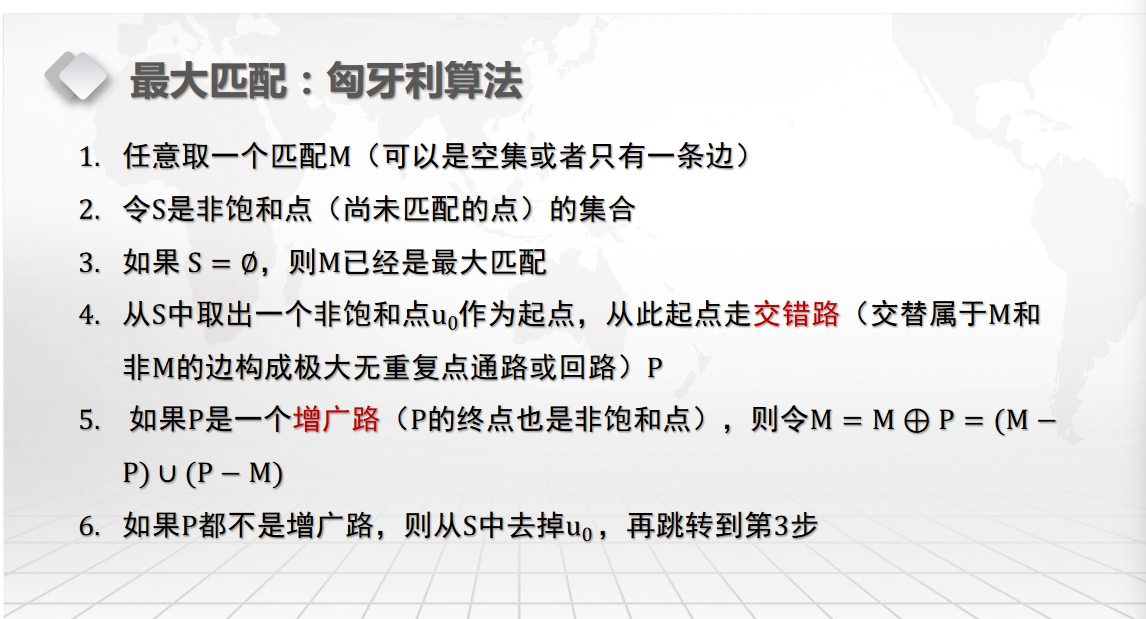 最大匹配：匈牙利算法
1. 任意取一个匹配M（可以是空集或者只有一条边）
2. 令S是非饱和点（尚未匹配的点）的集合
3. 如果 S = ∅，则M已经是最大匹配
4. 从S中取出一个非饱和点u₀作为起点，从此起点走交错路（交替属于M和
非M的边构成极大无重复点通路或回路）P
5. 如果P是一个增广路（P的终点也是非饱和点），则令M = M ⊕ P = (M −
P) ∪ (P − M)
6. 如果P都不是增广路，则从S中去掉u₀，再跳转到第3步